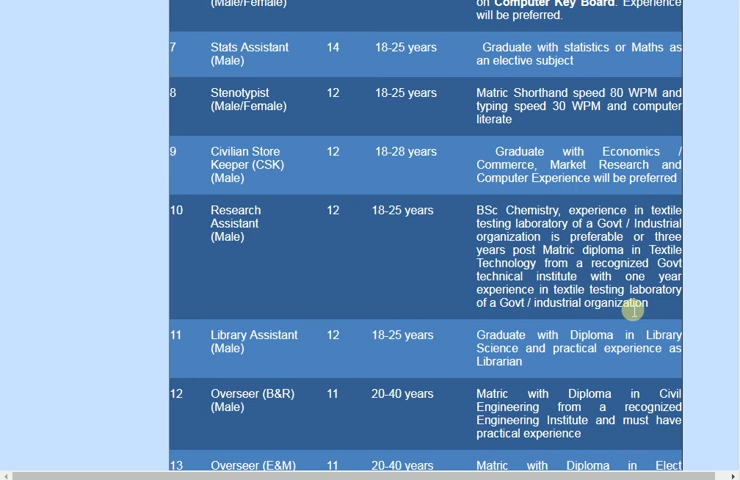 (Male/Female) on Computer Key Board. Experience
will be preferred.
7 Stats Assistant 14 18-25 years Graduate with statistics or Maths as
(Male) an elective subject
8 Stenotypist 12 18-25 years Matric Shorthand speed 80 WPM and
(Male/Female) typing speed 30 WPM and computer
literate
9 Civilian Store 12 18-28 years Graduate with Economics /
Keeper (CSK) Commerce, Market Research and
(Male) Computer Experience will be preferred
10 Research 12 18-25 years BSc Chemistry, experience in textile
Assistant testing laboratory of a Govt / Industrial
(Male) organization is preferable or three
years post Matric diploma in Textile
Technology from a recognized Govt
technical institute with one year
experience in textile testing laboratory
of a Govt / industrial organization
11 Library Assistant 12 18-25 years Graduate with Diploma in Library
(Male) Science and practical experience as
Librarian
12 Overseer (B&R) 11 20-40 years Matric with Diploma in Civil
(Male) Engineering from a recognized
Engineering Institute and must have
practical experience
13 Overseer (E&M) 11 20-40 years Matric with Diploma in Elect